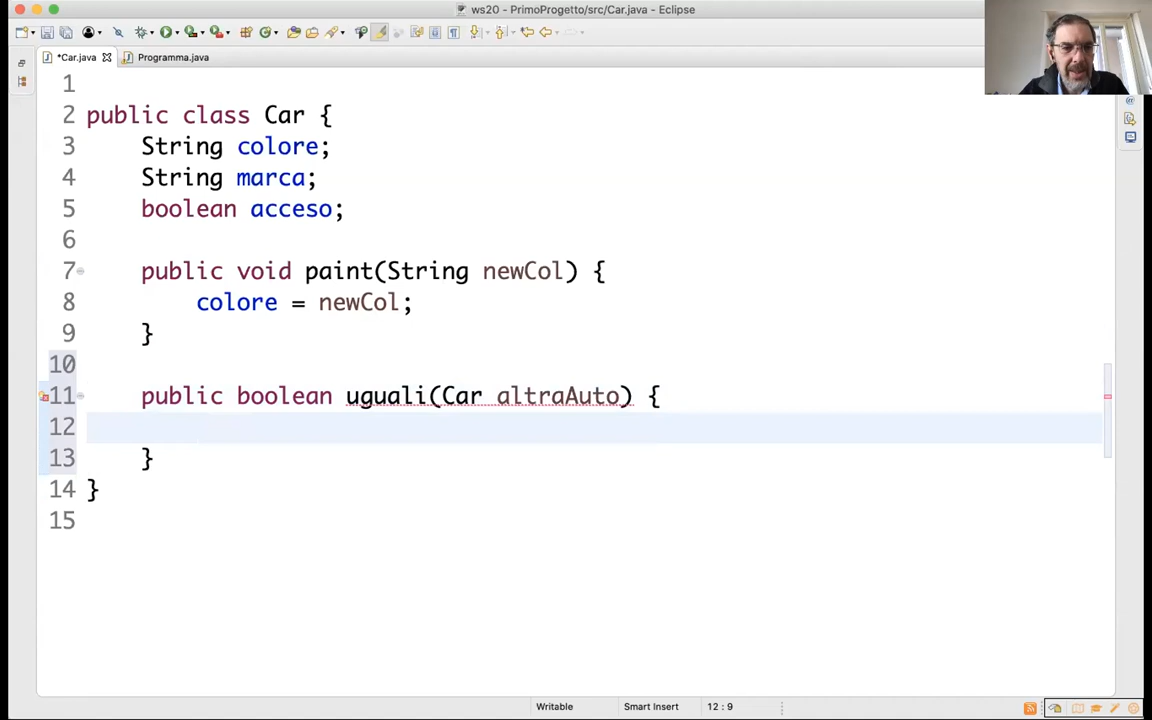 ws20 - PrimoProgetto/src/Car.java - Eclipse
*Car.java Programma.java
1
2 public class Car {
3 String colore;
4 String marca;
5 boolean acceso;
6
7 public void paint(String newCol) {
8 colore = newCol;
9 }
10
11 public boolean uguali(Car altraAuto) {
12
13 }
14 }
15
Writable Smart Insert 12 : 9